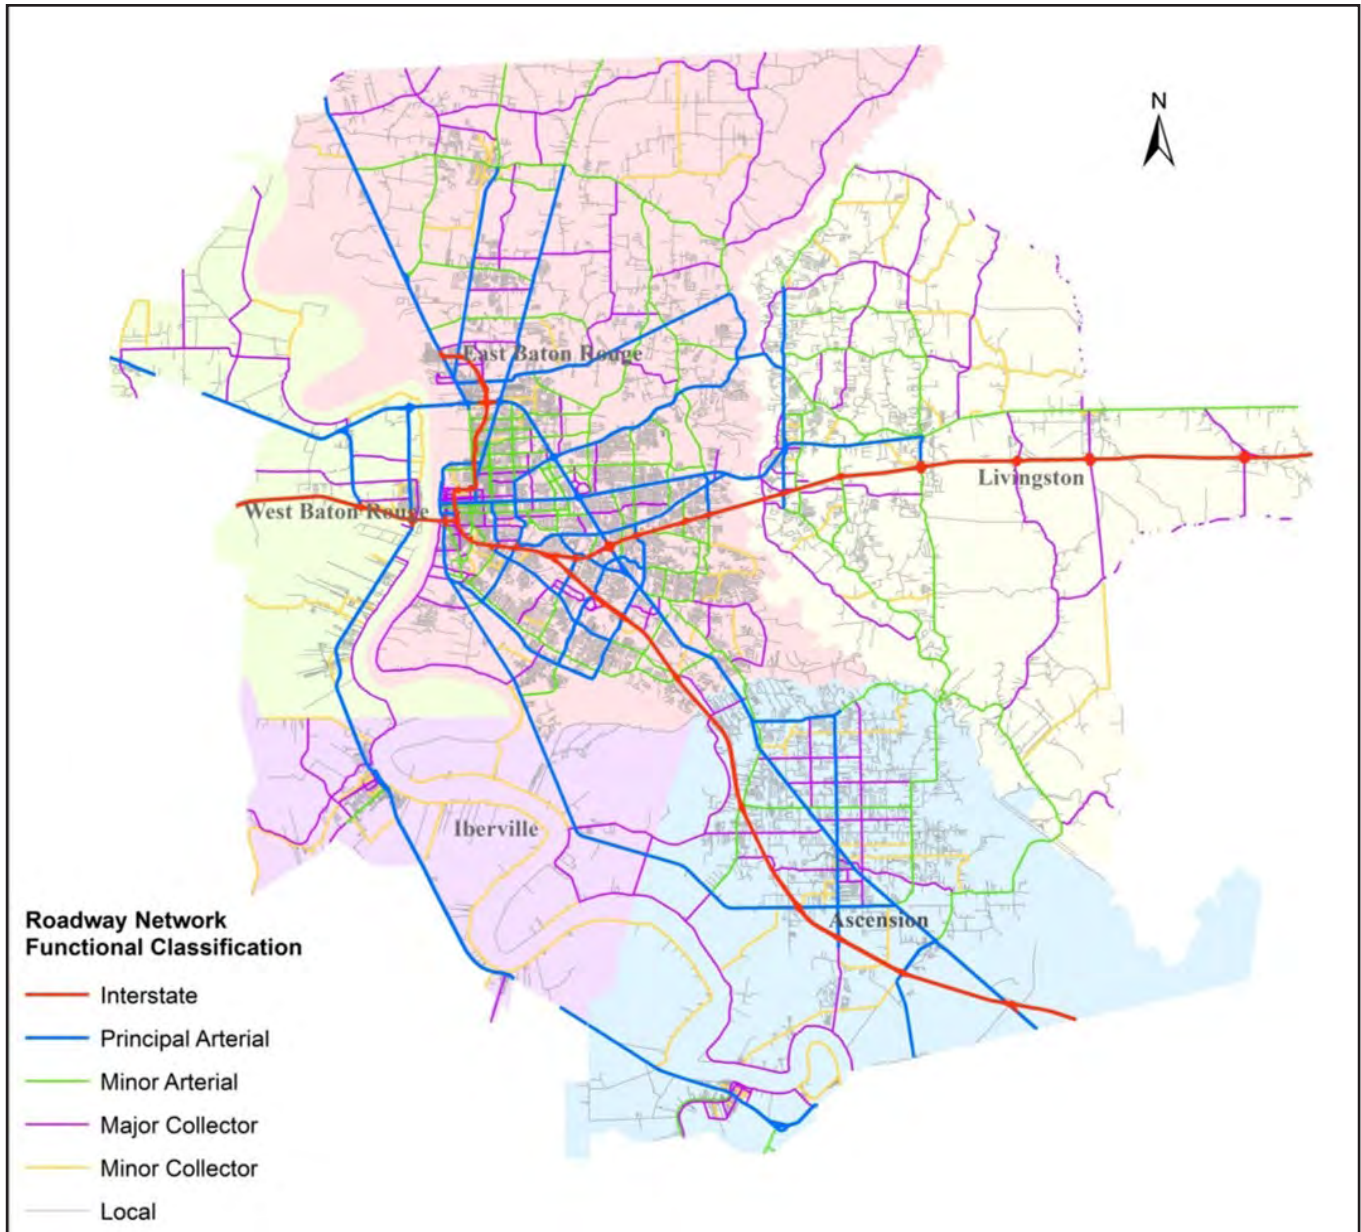 N
East Baton Rouge
Livingston
West Baton Rouge
Iberville
Ascension
Roadway Network
Functional Classification
Interstate
Principal Arterial
Minor Arterial
Major Collector
Minor Collector
Local